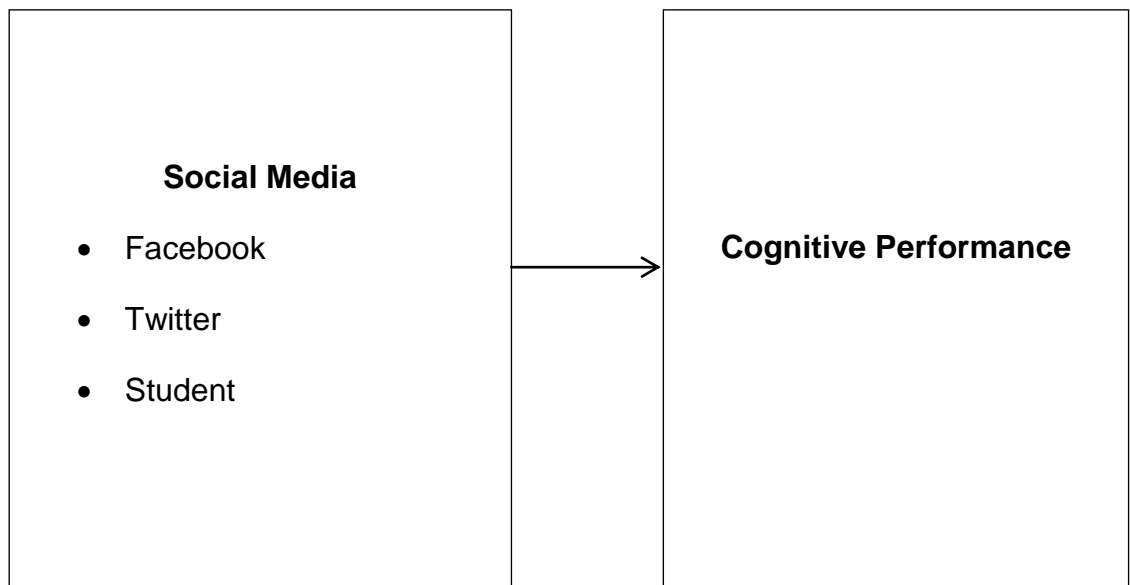 Social Media
• Facebook
• Twitter
• Student
Cognitive Performance